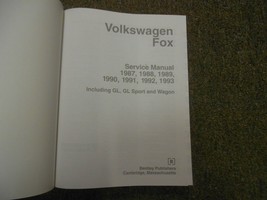 Volkswagen
Fox
Service Manual
1987, 1988, 1989,
1990, 1991, 1992, 1993
Including GL, GL Sport and Wagon
B
Bentley Publishers
Cambridge, Massachusetts